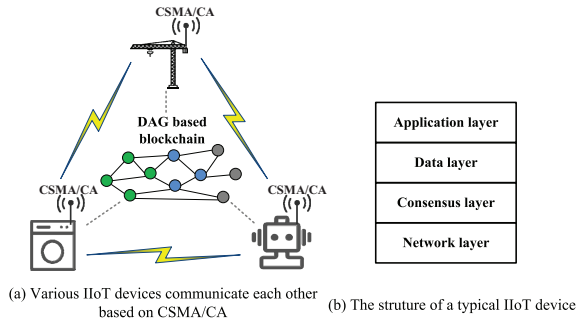 CSMA/CA
DAG based
blockchain
CSMA/CA
CSMA/CA
(a) Various IIoT devices communicate each other
based on CSMA/CA
Application layer
Data layer
Consensus layer
Network layer
(b) The struture of a typical IIoT device